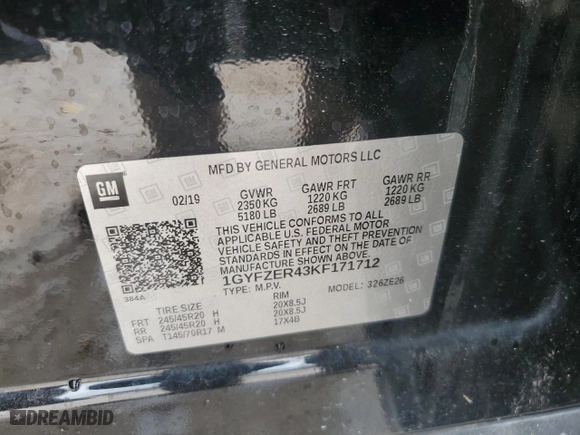 MFD BY GENERAL MOTORS LLC
GM
02/19
GVWR GAWR FRT GAWR RR
2350 KG 1220 KG 1220 KG
5180 LB 2689 LB 2689 LB
THIS VEHICLE CONFORMS TO ALL
APPLICABLE U.S. FEDERAL MOTOR
VEHICLE SAFETY, BUMPER, AND THEFT
PREVENTION STANDARDS IN EFFECT ON
THE DATE OF MANUFACTURE SHOWN ABOVE.
1GYFZER43KF171712
384A
TYPE: M.P.V. MODEL: 326ZE26
TIRE SIZE RIM
FRT 245/45R20 H 20X8.5J
RR 245/45R20 H 20X8.5J
SPA T145/70R17 M 17X4B
DREAMBID